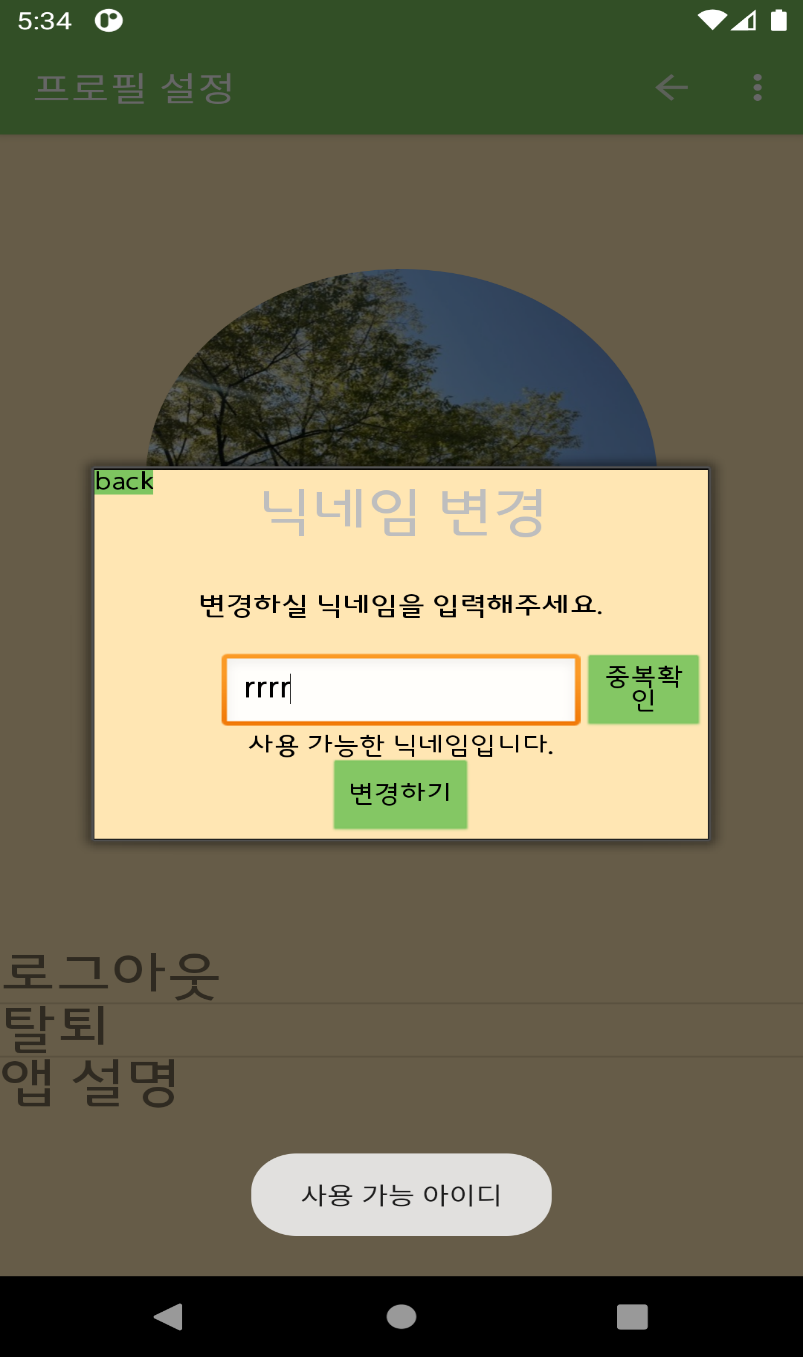 5:34
프로필 설정
back
닉네임 변경
변경하실 닉네임을 입력해주세요.
rrrr
중복확
인
사용 가능한 닉네임입니다.
변경하기
로그아웃
탈퇴
앱 설명
사용 가능 아이디